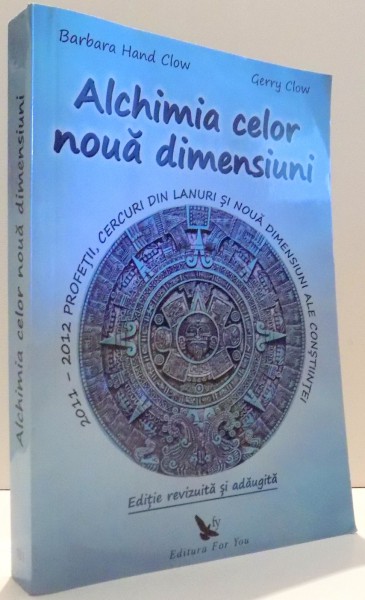 Barbara Hand Clow
Gerry Clow
Alchimia celor
nouă dimensiuni
2011 - 2012 PROFEȚII, CERCURI DIN LANURI ȘI NOUĂ DIMENSIUNI ALE CONȘTIINȚEI
Ediție revizuită și adăugită
fy
Editura For You
Alchimia celor nouă dimensiuni